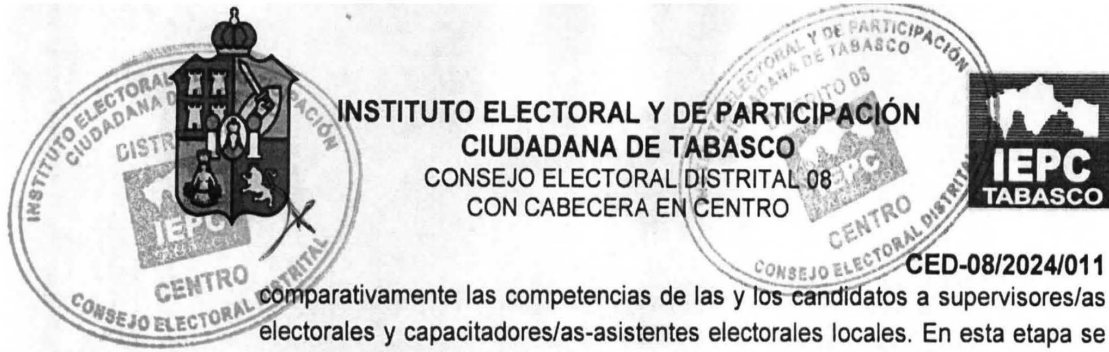 INSTITUTO ELECTORAL Y DE PARTICIPACIÓN
CIUDADANA DE TABASCO
CONSEJO ELECTORAL DISTRITAL 08
CON CABECERA EN CENTRO
IEPC
TABASCO
INSTITUTO ELECTORAL
PACIÓN
CIUDADANA D
DISTR
IEPC
CENTRO
CONSEJO ELECTORAL DISTRITAL
ELECTORAL Y DE PARTICIPACIÓN
DE TABASCO
DISTRITO 08
IEPC
CENTRO
CONSEJO ELECTORAL DISTRITAL
CED-08/2024/011
comparativamente las competencias de las y los candidatos a supervisores/as
electorales y capacitadores/as-asistentes electorales locales. En esta etapa se